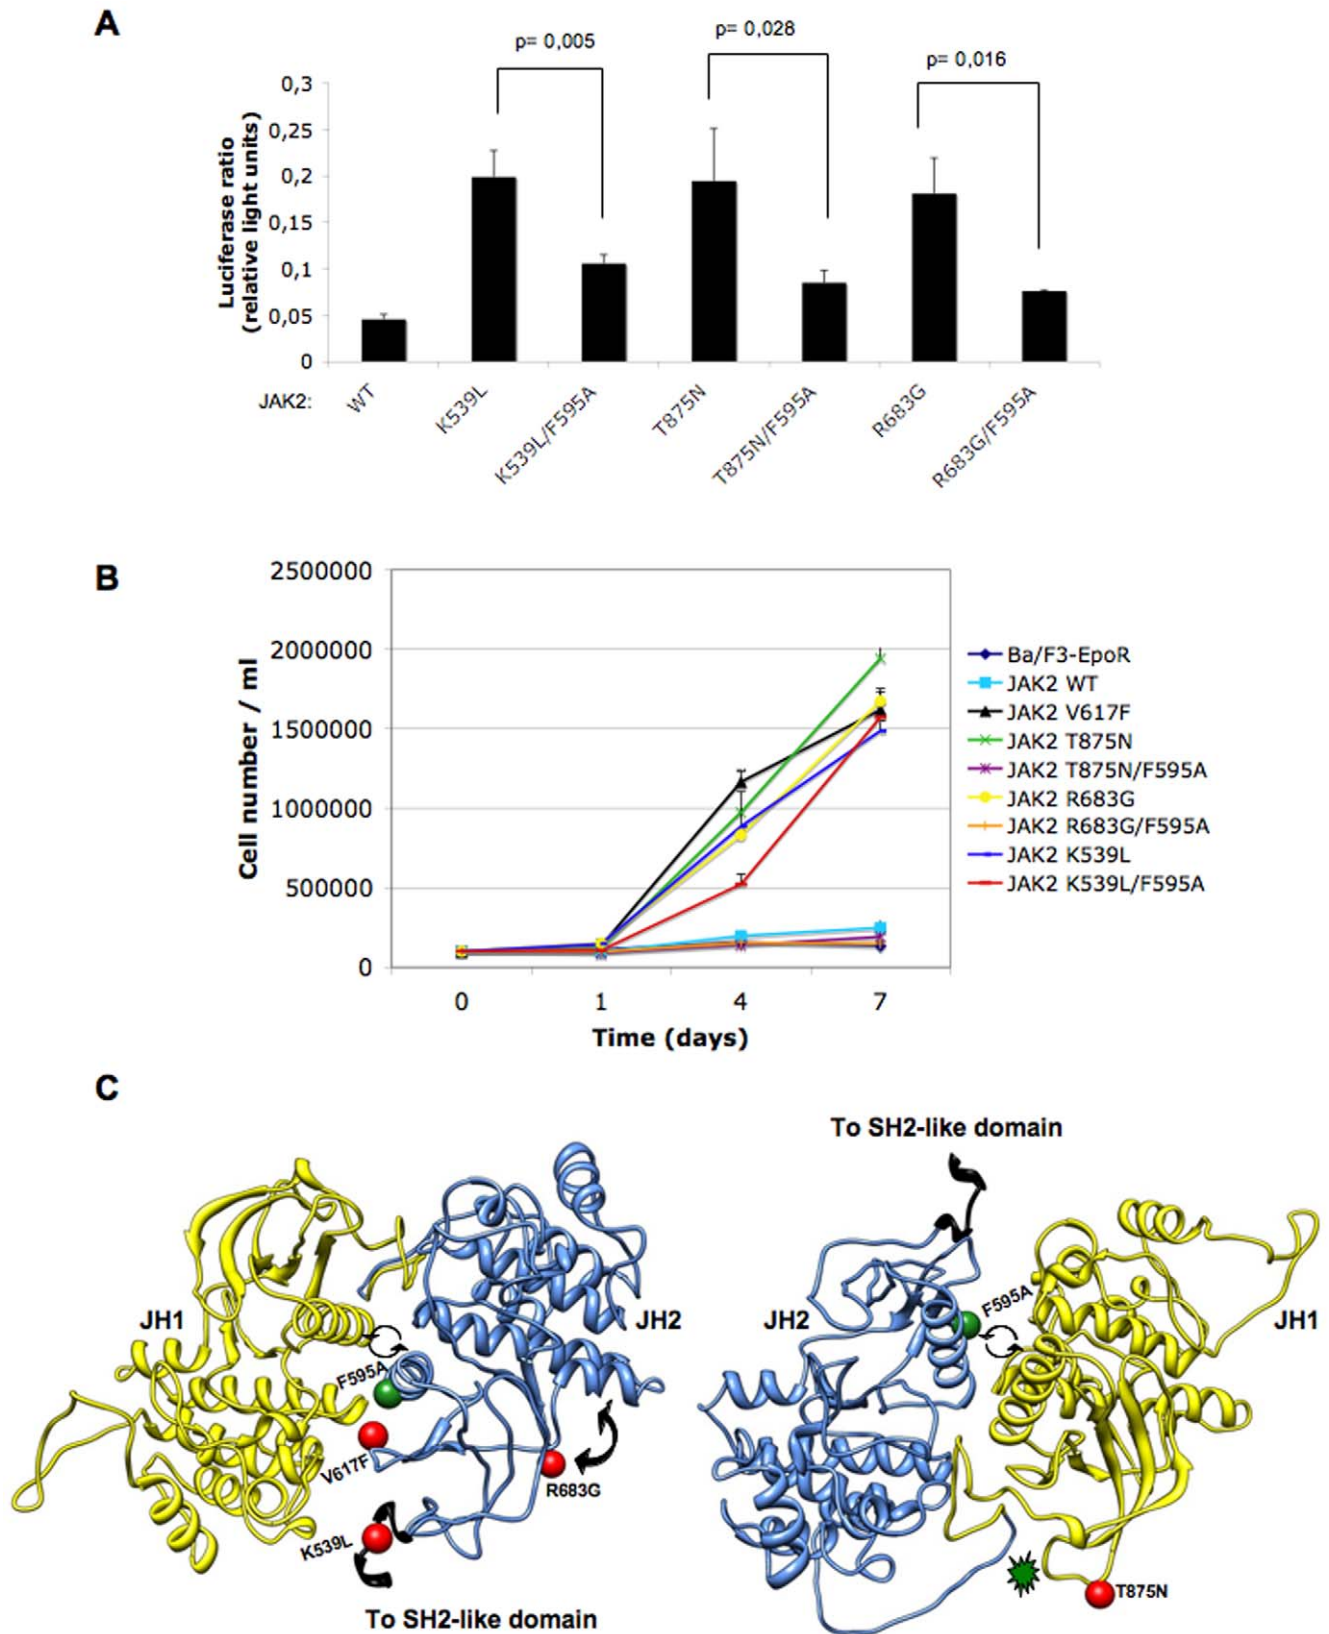 A
p= 0,005
p= 0,028
p= 0,016
Luciferase ratio
(relative light units)
0,3
0,25
0,2
0,15
0,1
0,05
0
JAK2:
WT
K539L
K539L/F595A
T875N
T875N/F595A
R683G
R683G/F595A
B
Cell number / ml
2500000
2000000
1500000
1000000
500000
0
0 1 4 7
Time (days)
Ba/F3-EpoR
JAK2 WT
JAK2 V617F
JAK2 T875N
JAK2 T875N/F595A
JAK2 R683G
JAK2 R683G/F595A
JAK2 K539L
JAK2 K539L/F595A
C
JH1
JH2
F595A
V617F
R683G
K539L
To SH2-like domain
To SH2-like domain
JH2
F595A
JH1
T875N